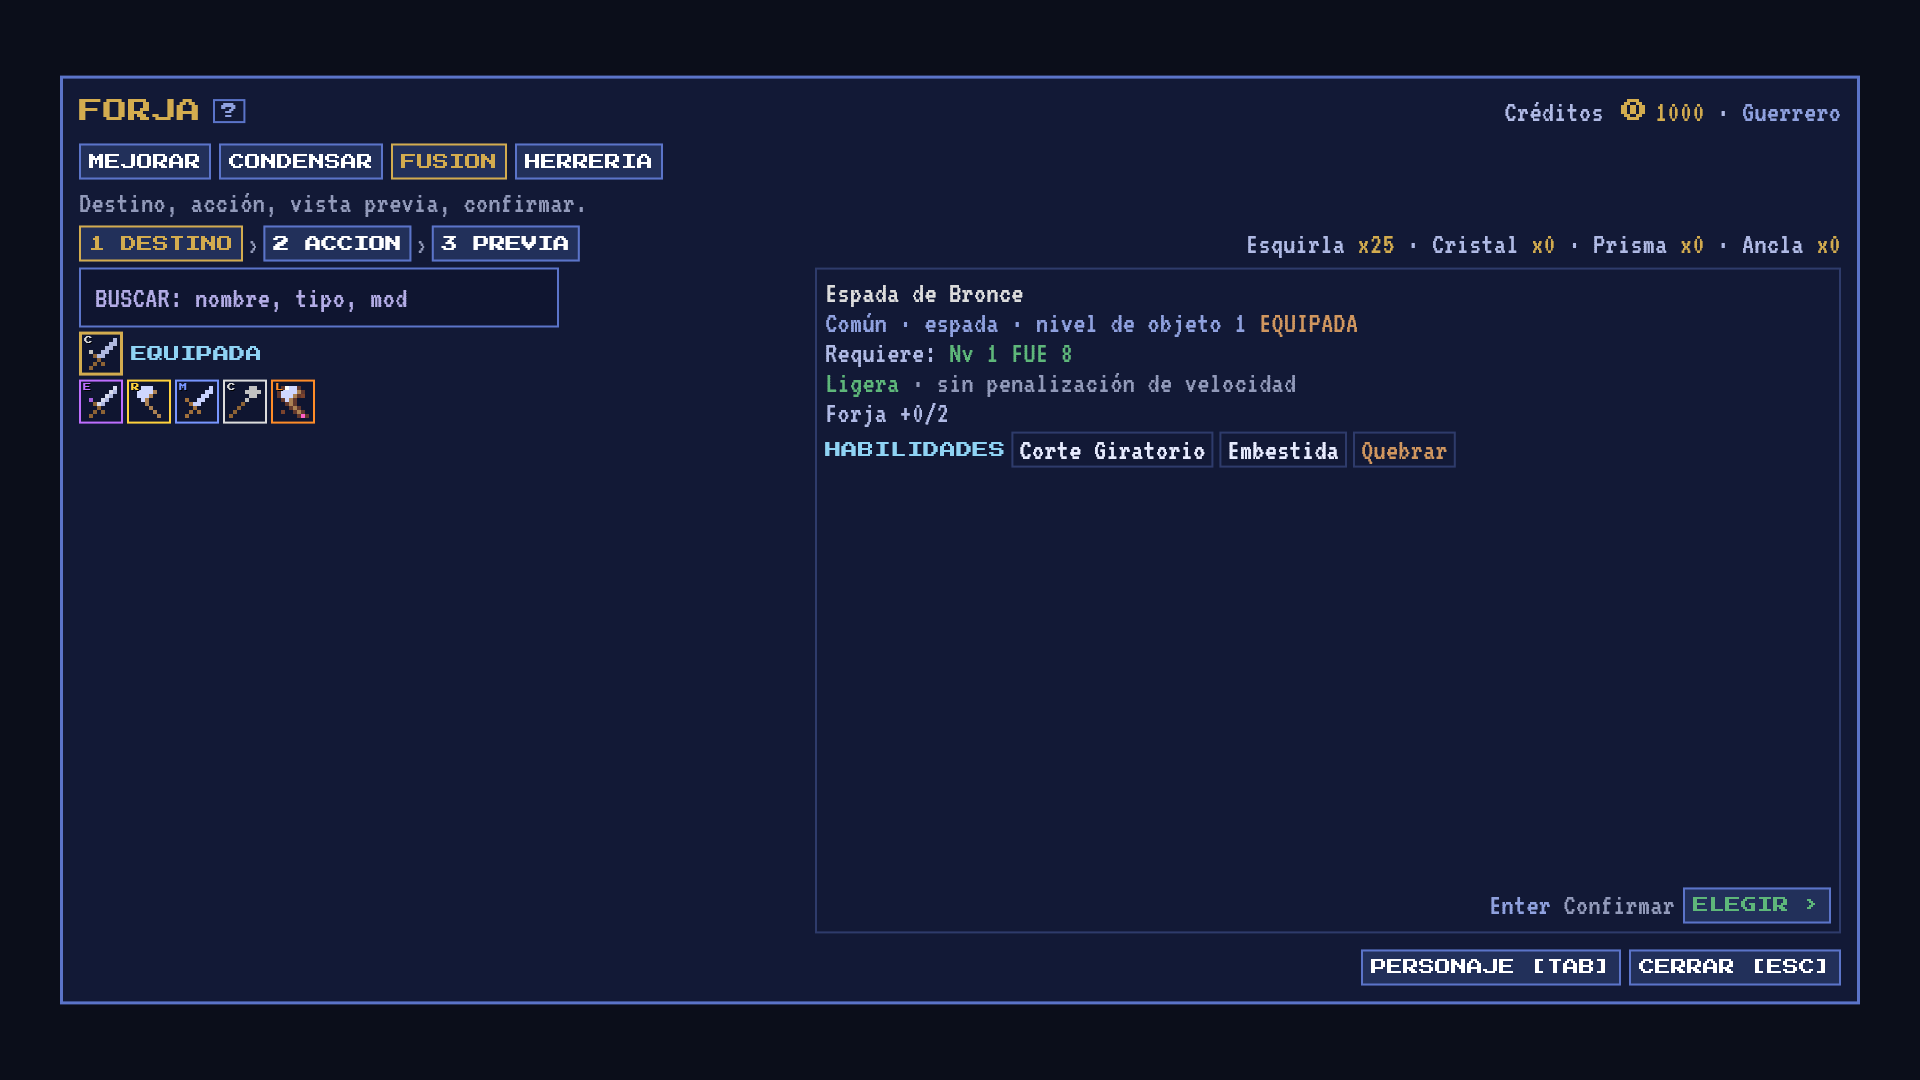 FORJA ?
Créditos 1000 · Guerrero
MEJORAR CONDENSAR FUSION HERRERIA
Destino, acción, vista previa, confirmar.
1 DESTINO › 2 ACCION › 3 PREVIA
Esquirla x25 · Cristal x0 · Prisma x0 · Ancla x0
BUSCAR: nombre, tipo, mod
C EQUIPADA
E R M C L
Espada de Bronce
Común · espada · nivel de objeto 1 EQUIPADA
Requiere: Nv 1 FUE 8
Ligera · sin penalización de velocidad
Forja +0/2
HABILIDADES Corte Giratorio Embestida Quebrar
Enter Confirmar ELEGIR >
PERSONAJE [TAB] CERRAR [ESC]